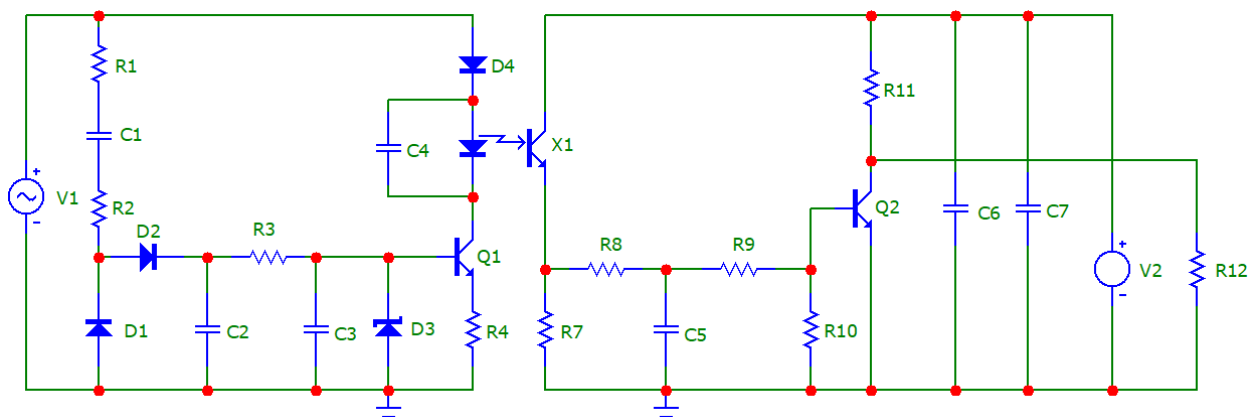 R1
D4
R11
C1
C4
X1
V1
R2
Q2
C6
C7
D2
R3
Q1
R8
R9
V2
R12
D1
C2
C3
D3
R4
R7
C5
R10